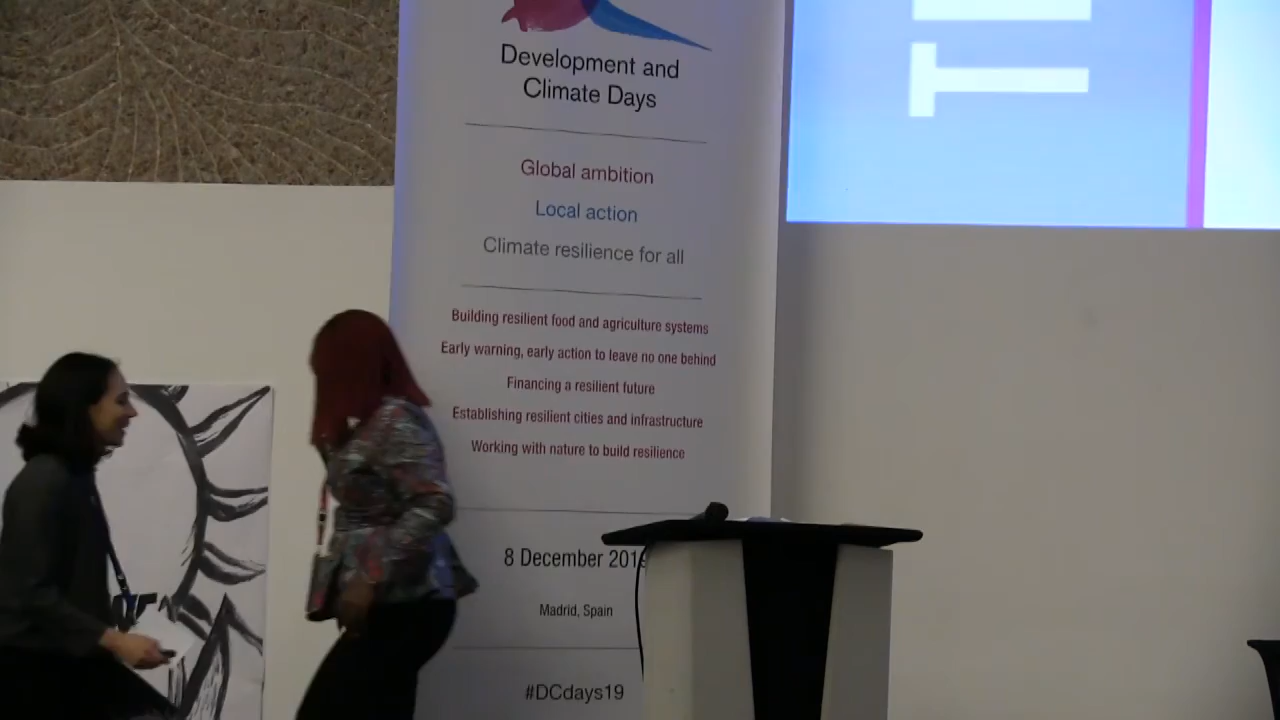 Development and
Climate Days
Global ambition
Local action
Climate resilience for all
Building resilient food and agriculture systems
Early warning, early action to leave no one behind
Financing a resilient future
Establishing resilient cities and infrastructure
Working with nature to build resilience
8 December 2019
Madrid, Spain
#DCdays19